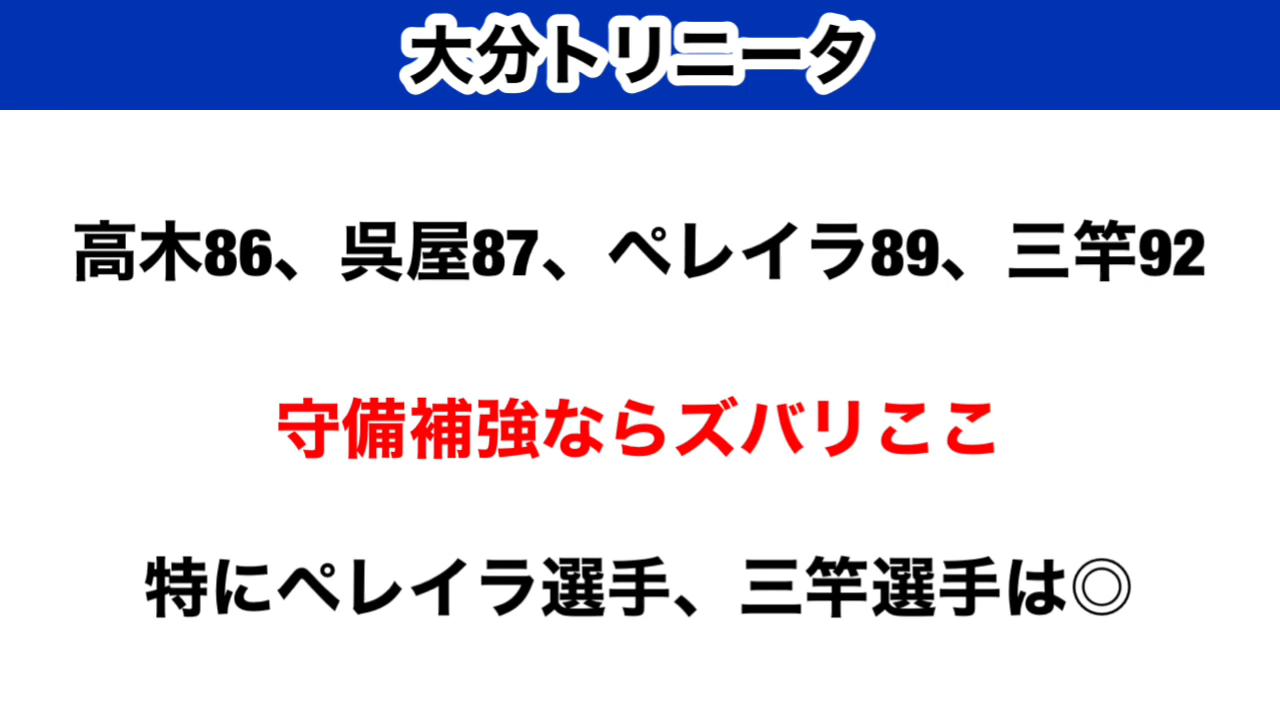 大分トリニータ
高木86、呉屋87、ペレイラ89、三竿92
守備補強ならズバリここ
特にペレイラ選手、三竿選手は◎